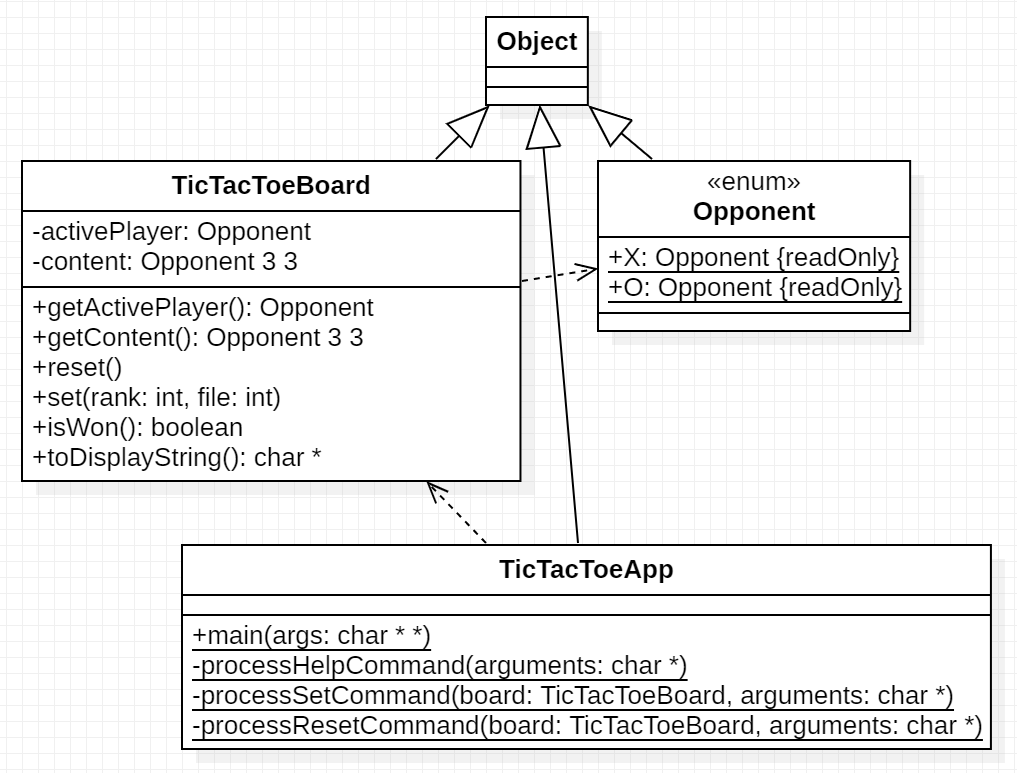 Object
TicTacToeBoard
-activePlayer: Opponent
-content: Opponent 3 3
+getActivePlayer(): Opponent
+getContent(): Opponent 3 3
+reset()
+set(rank: int, file: int)
+isWon(): boolean
+toDisplayString(): char *
«enum»
Opponent
+X: Opponent {readOnly}
+O: Opponent {readOnly}
TicTacToeApp
+main(args: char * *)
-processHelpCommand(arguments: char *)
-processSetCommand(board: TicTacToeBoard, arguments: char *)
-processResetCommand(board: TicTacToeBoard, arguments: char *)